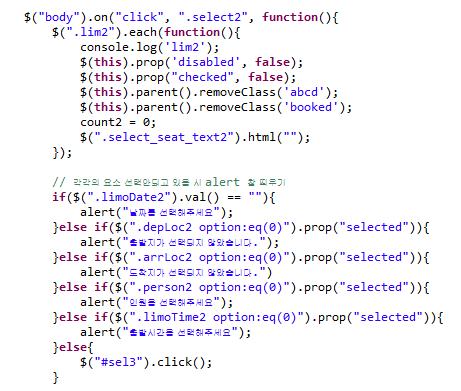 $("body").on("click", ".select2", function(){
$(".lim2").each(function(){
console.log('lim2');
$(this).prop('disabled', false);
$(this).prop("checked", false);
$(this).parent().removeClass('abcd');
$(this).parent().removeClass('booked');
count2 = 0;
$(".select_seat_text2").html("");
});
// 각각의 요소 선택안되고 있을 시 alert 창 띄우기
if($(".limoDate2").val() == ""){
alert("날짜를 선택해주세요");
}else if($(".depLoc2 option:eq(0)").prop("selected")){
alert("출발지가 선택되지 않았습니다.");
}else if($(".arrLoc2 option:eq(0)").prop("selected")){
alert("도착지가 선택되지 않았습니다.")
}else if($(".person2 option:eq(0)").prop("selected")){
alert("인원을 선택해주세요");
}else if($(".limoTime2 option:eq(0)").prop("selected")){
alert("출발시간을 선택해주세요");
}else{
$("#sel3").click();
}